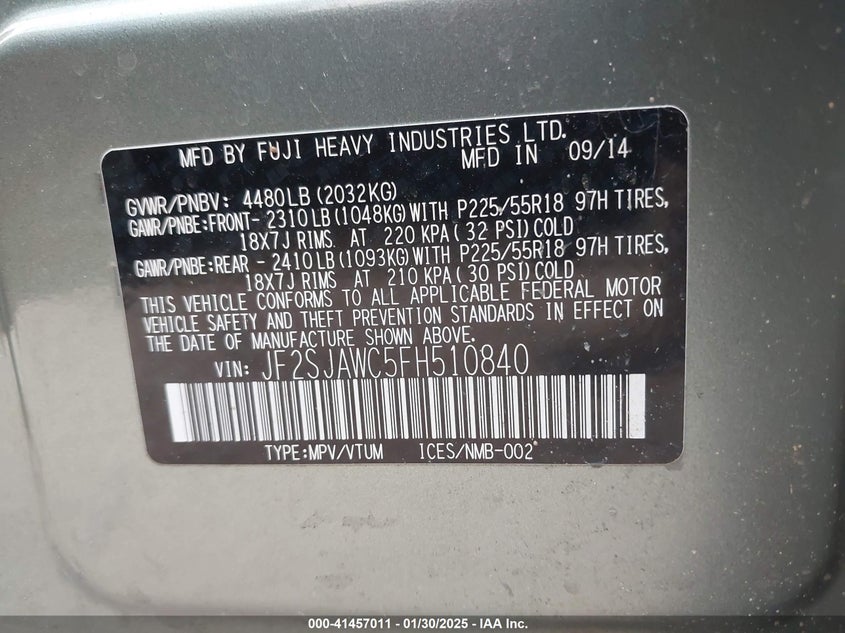 MFD BY FUJI HEAVY INDUSTRIES LTD.
MFD IN 09/14
GVWR/PNBV: 4480LB (2032KG)
GAWR/PNBE:FRONT- 2310LB (1048KG) WITH P225/55R18 97H TIRES,
18X7J RIMS AT 220 KPA ( 32 PSI) COLD
GAWR/PNBE:REAR - 2410LB (1093KG) WITH P225/55R18 97H TIRES,
18X7J RIMS AT 210 KPA ( 30 PSI) COLD
THIS VEHICLE CONFORMS TO ALL APPLICABLE FEDERAL MOTOR
VEHICLE SAFETY AND THEFT PREVENTION STANDARDS IN EFFECT ON
THE DATE OF MANUFACTURE SHOWN ABOVE.
VIN: JF2SJAWC5FH510840
TYPE:MPV/VTUM ICES/NMB-002
000-41457011 - 01/30/2025 - IAA Inc.